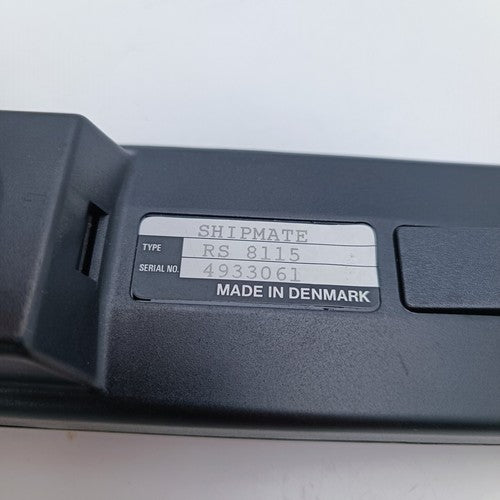 SHIPMATE
TYPE RS 8115
SERIAL NO. 4933061
MADE IN DENMARK